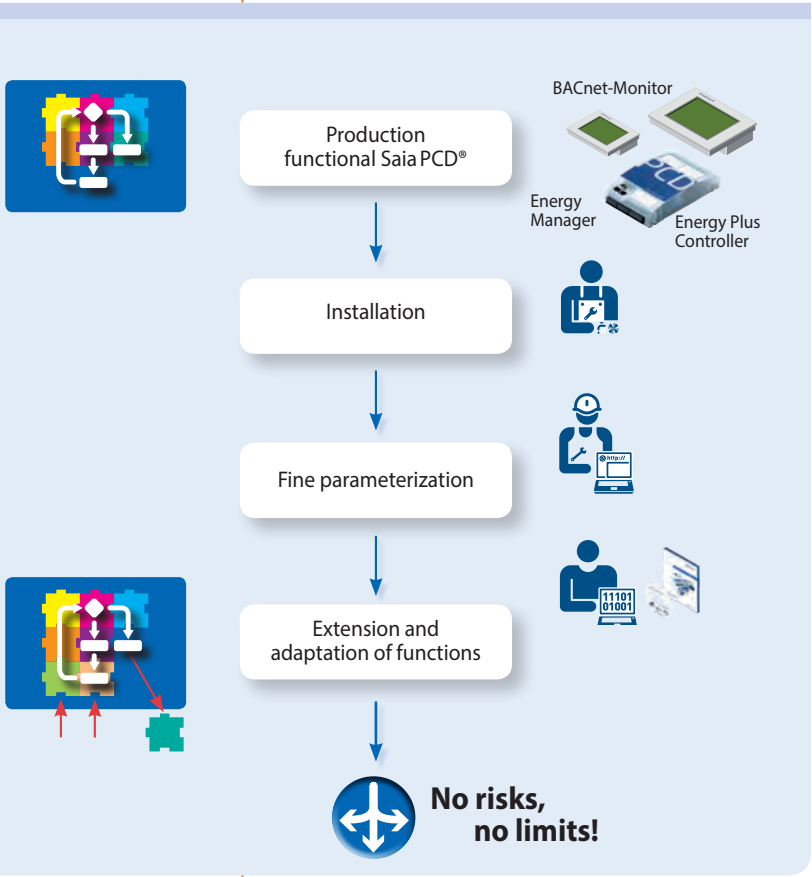 BACnet-Monitor
Production
functional Saia PCD®
PCD
Energy
Manager
Energy Plus
Controller
Installation
http://
Fine parameterization
11101
01001
Extension and
adaptation of functions
No risks,
no limits!